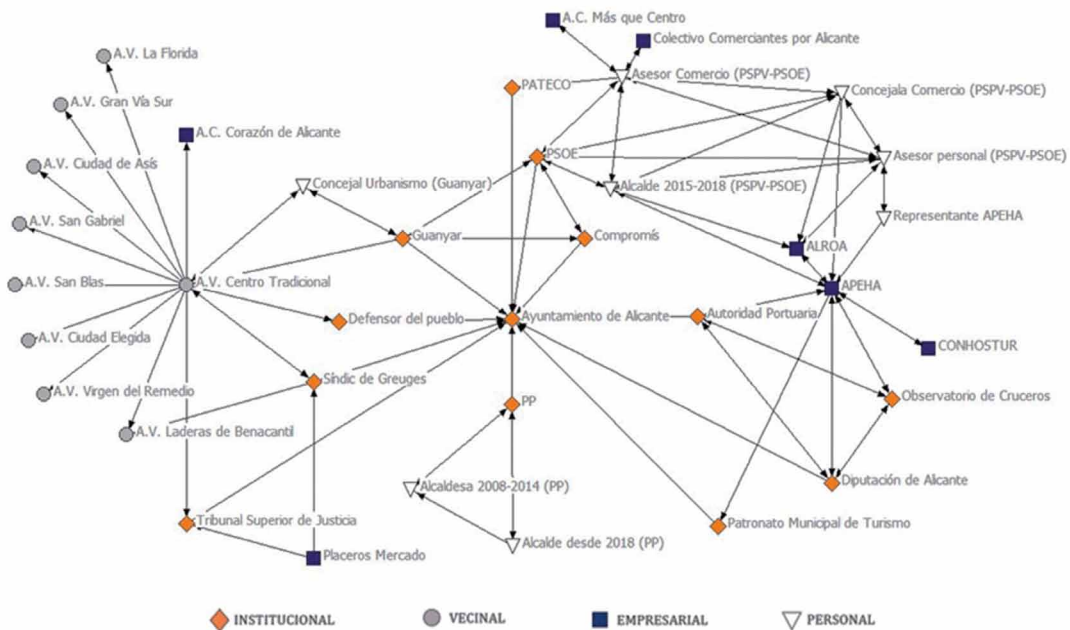 A.C. Más que Centro
Colectivo Comerciantes por Alicante
A.V. La Florida
Asesor Comercio (PSPV-PSOE)
PATECO
Concejala Comercio (PSPV-PSOE)
A.V. Gran Vía Sur
A.C. Corazón de Alicante
PSOE
Asesor personal (PSPV-PSOE)
A.V. Ciudad de Asís
Concejal Urbanismo (Guanyar)
Alcalde 2015-2018 (PSPV-PSOE)
A.V. San Gabriel
Representante APEHA
Guanyar
Compromís
ALROA
A.V. San Blas
A.V. Centro Tradicional
APEHA
Defensor del pueblo
Ayuntamiento de Alicante
Autoridad Portuaria
A.V. Ciudad Elegida
CONHOSTUR
Síndic de Greuges
A.V. Virgen del Remedio
PP
Observatorio de Cruceros
A.V. Laderas de Benacantil
Alcaldesa 2008-2014 (PP)
Diputación de Alicante
Tribunal Superior de Justicia
Patronato Municipal de Turismo
Placeros Mercado
Alcalde desde 2018 (PP)
INSTITUCIONAL
VECINAL
EMPRESARIAL
PERSONAL